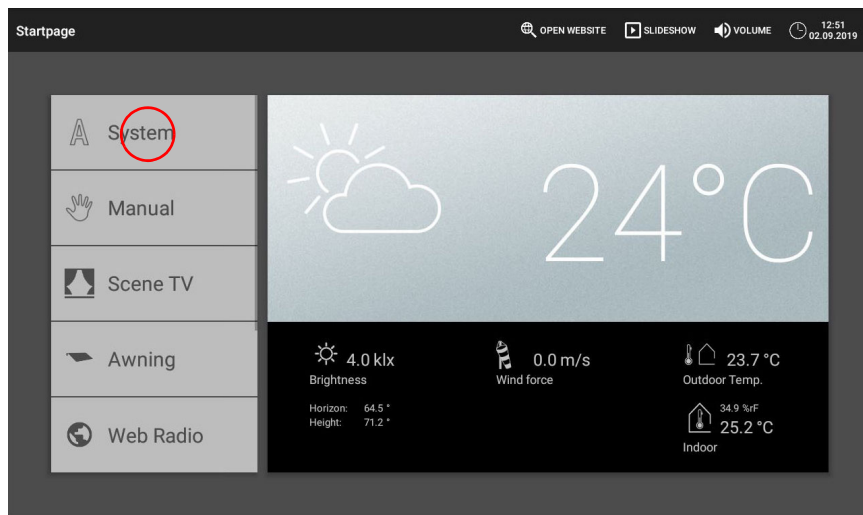 Startpage
OPEN WEBSITE
SLIDESHOW
VOLUME
12:51
02.09.2019
System
Manual
Scene TV
Awning
Web Radio
24°C
4.0 klx
Brightness
Horizon: 64.5 °
Height: 71.2 °
0.0 m/s
Wind force
23.7 °C
Outdoor Temp.
34.9 %rF
25.2 °C
Indoor